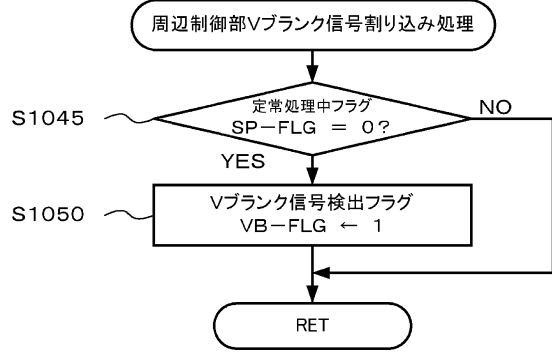 周辺制御部Vブランク信号割り込み処理
定常処理中フラグ
S1045
SP-FLG = 0?
NO
YES
Vブランク信号検出フラグ
S1050
VB-FLG ← 1
RET